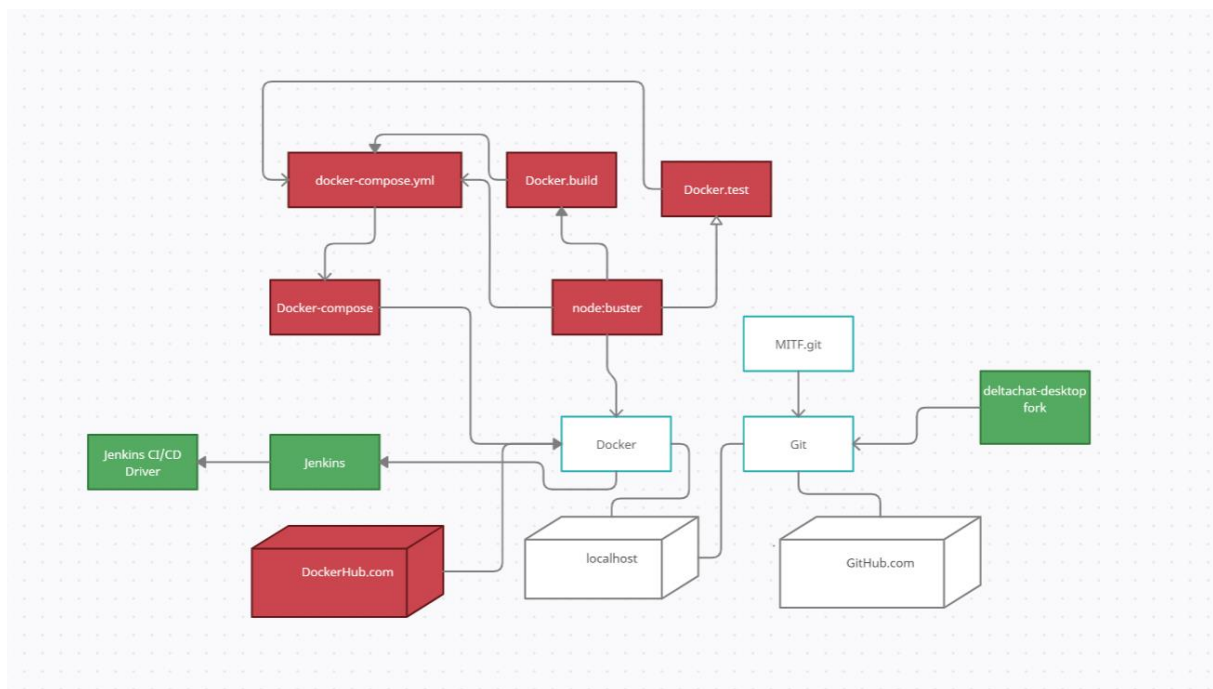 docker-compose.yml
Docker.build
Docker.test
Docker-compose
node:buster
MITF.git
deltachat-desktop
fork
Docker
Git
Jenkins CI/CD
Driver
Jenkins
DockerHub.com
localhost
GitHub.com